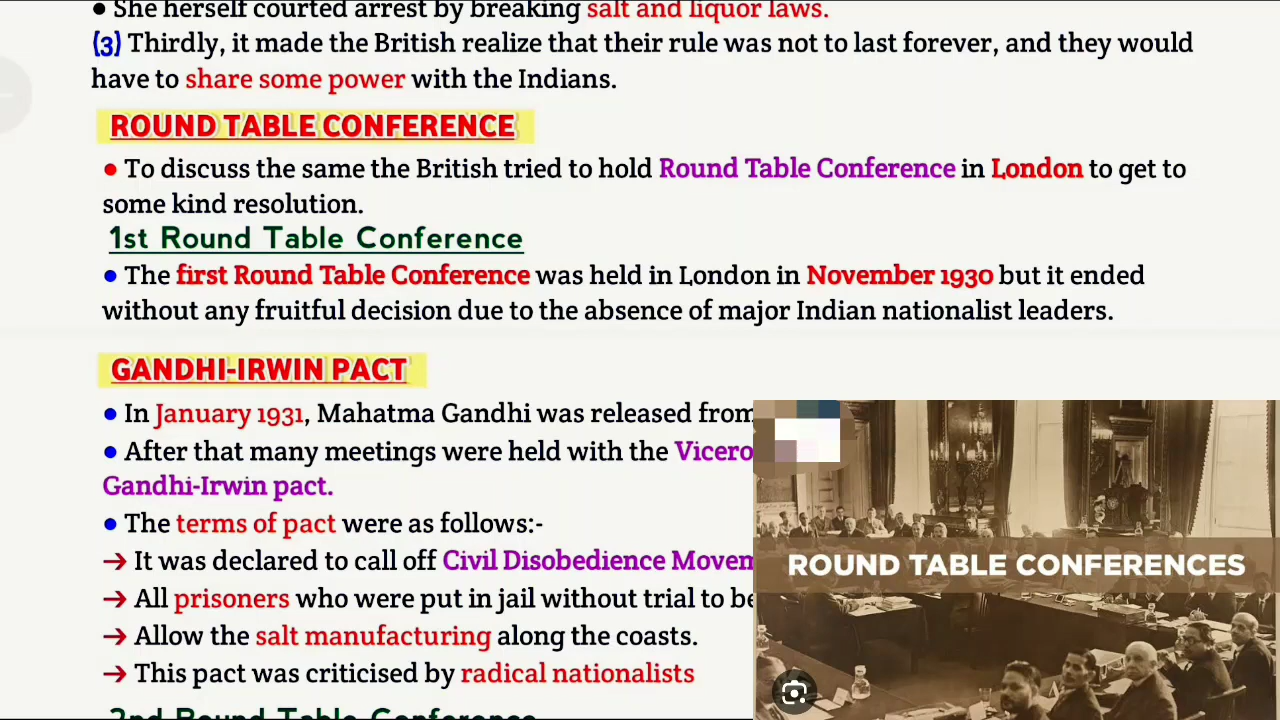 • She herself courted arrest by breaking salt and liquor laws.
(3) Thirdly, it made the British realize that their rule was not to last forever, and they would
have to share some power with the Indians.
ROUND TABLE CONFERENCE
• To discuss the same the British tried to hold Round Table Conference in London to get to
some kind resolution.
1st Round Table Conference
• The first Round Table Conference was held in London in November 1930 but it ended
without any fruitful decision due to the absence of major Indian nationalist leaders.
GANDHI-IRWIN PACT
• In January 1931, Mahatma Gandhi was released from
• After that many meetings were held with the
Gandhi-Irwin pact.
• The terms of pact were as follows:-
→ It was declared to call off Civil Disobedience
→ All prisoners who were put in jail without trial to
→ Allow the salt manufacturing along the coasts.
→ This pact was criticised by radical nationalists
2nd Round Table Conference
ROUND TABLE CONFERENCES